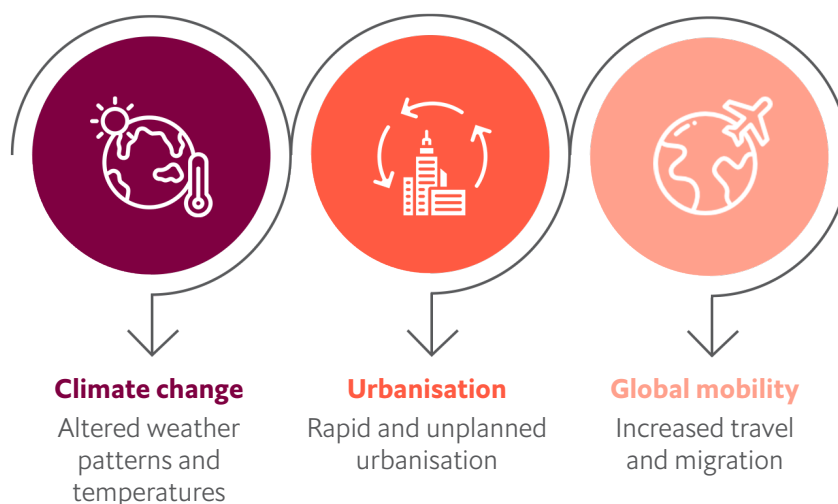 Climate change
Altered weather
patterns and
temperatures
Urbanisation
Rapid and unplanned
urbanisation
Global mobility
Increased travel
and migration